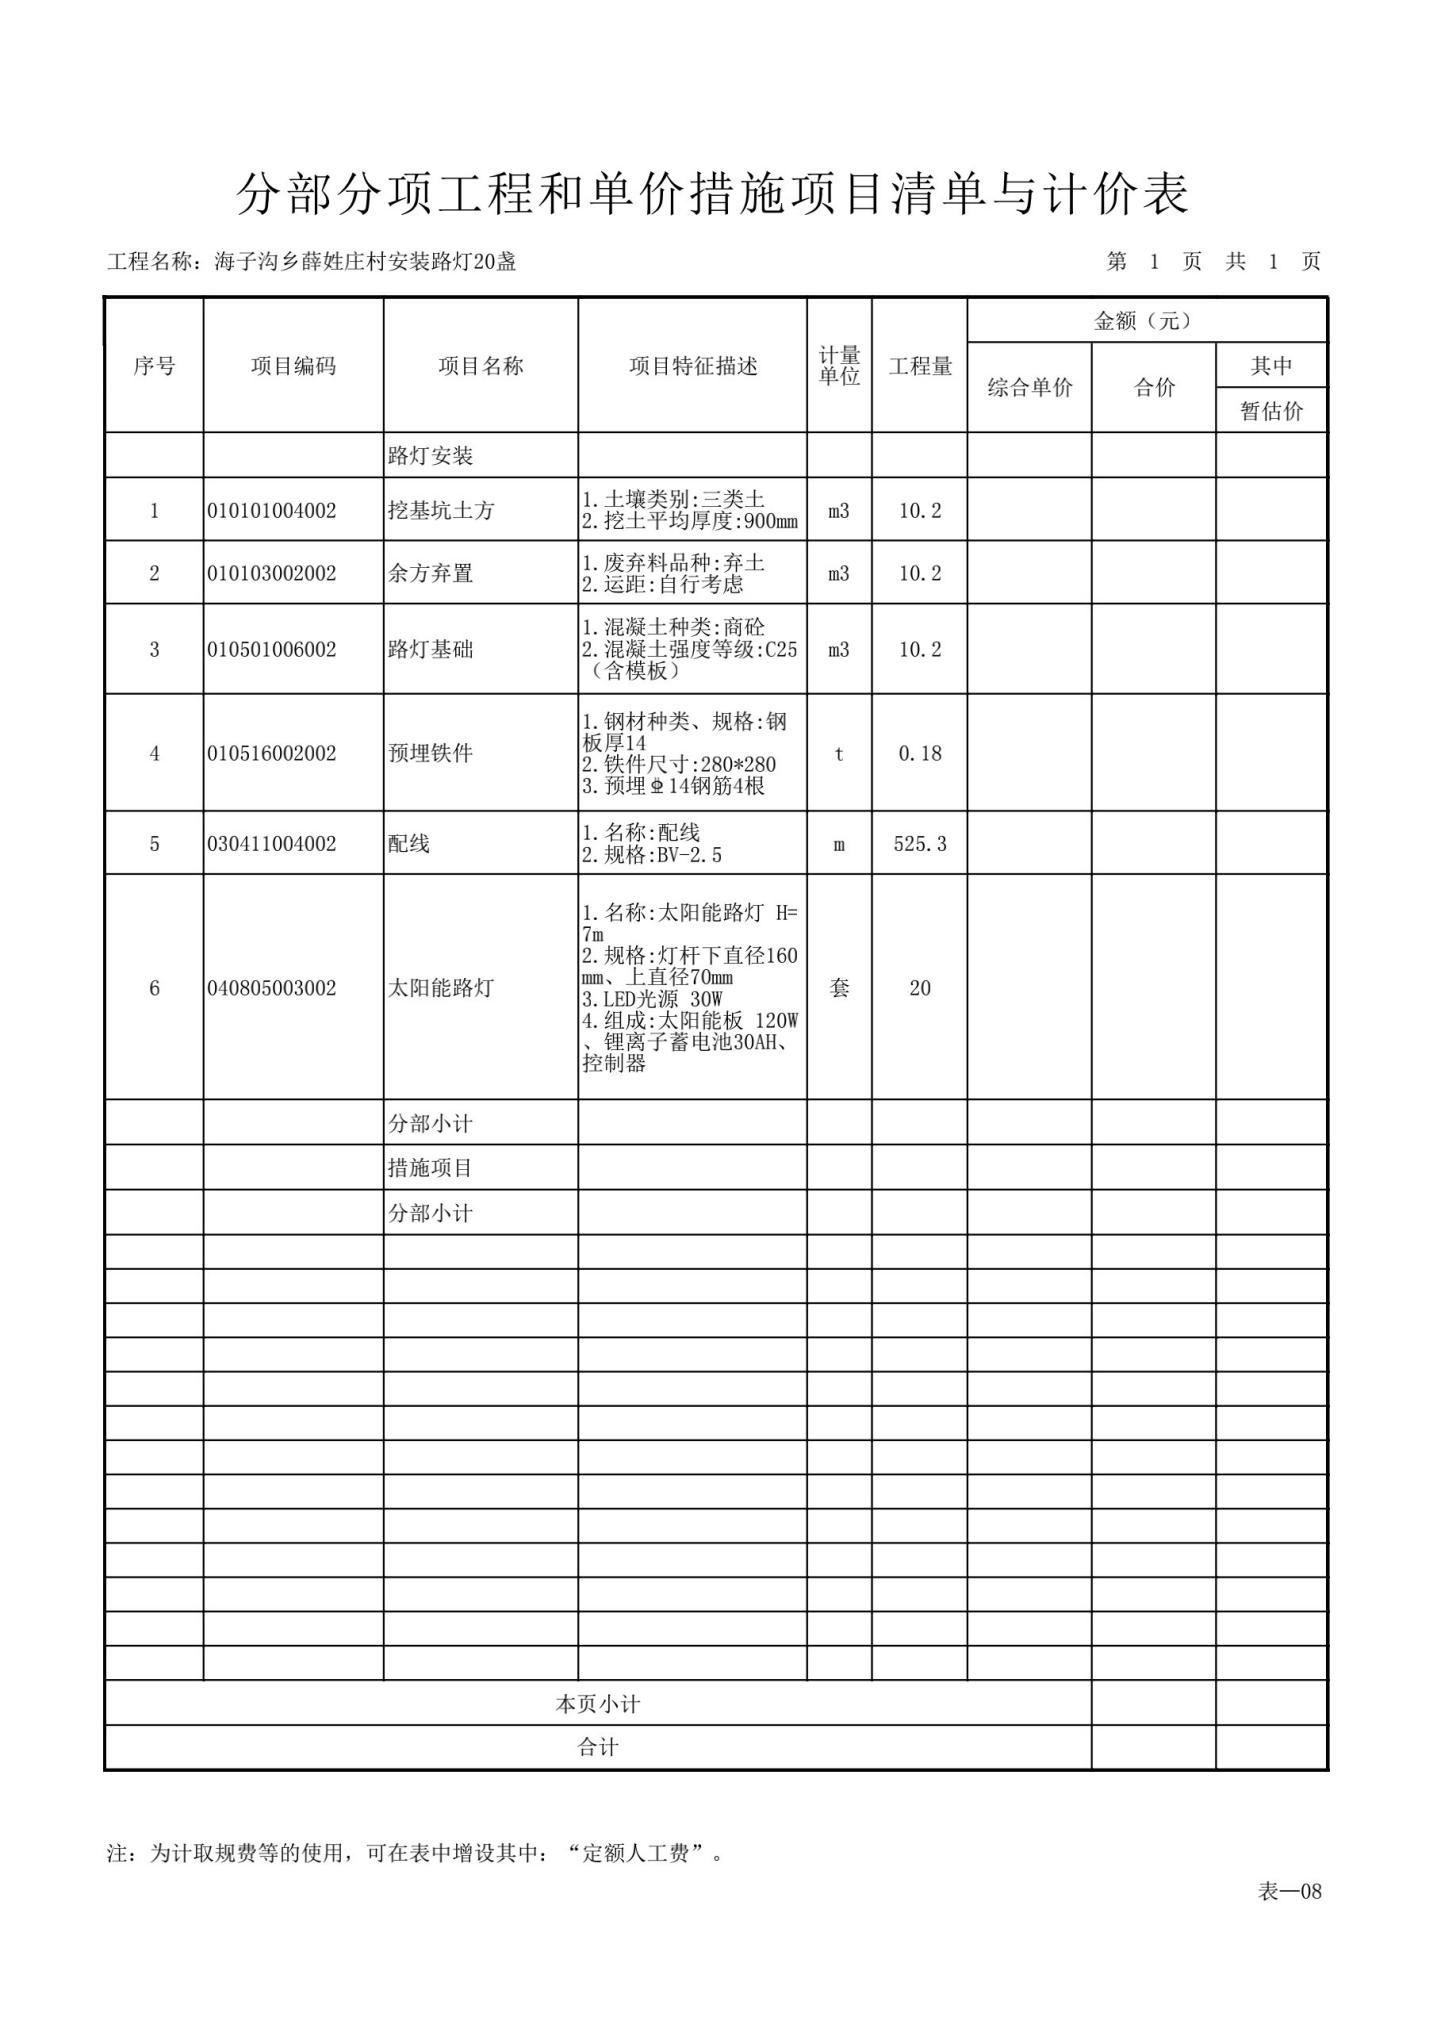 分部分项工程和单价措施项目清单与计价表
工程名称：海子沟乡薛姓庄村安装路灯20盏
第 1 页 共 1 页
序号 项目编码 项目名称 项目特征描述 计量单位 工程量 金额（元）
综合单价 合价 其中
暂估价
路灯安装
1 010101004002 挖基坑土方 1.土壤类别:三类土
2.挖土平均厚度:900mm m3 10.2
2 010103002002 余方弃置 1.废弃料品种:弃土
2.运距:自行考虑 m3 10.2
3 010501006002 路灯基础 1.混凝土种类:商砼
2.混凝土强度等级:C25
（含模板） m3 10.2
4 010516002002 预埋铁件 1.钢材种类、规格:钢
板厚14
2.铁件尺寸:280*280
3.预埋⏀14钢筋4根 t 0.18
5 030411004002 配线 1.名称:配线
2.规格:BV-2.5 m 525.3
6 040805003002 太阳能路灯 1.名称:太阳能路灯 H=
7m
2.规格:灯杆下直径160
mm、上直径70mm
3.LED光源 30W
4.组成:太阳能板 120W
、锂离子蓄电池30AH、
控制器 套 20
分部小计
措施项目
分部小计
本页小计
合计
注：为计取规费等的使用，可在表中增设其中：“定额人工费”。
表—08